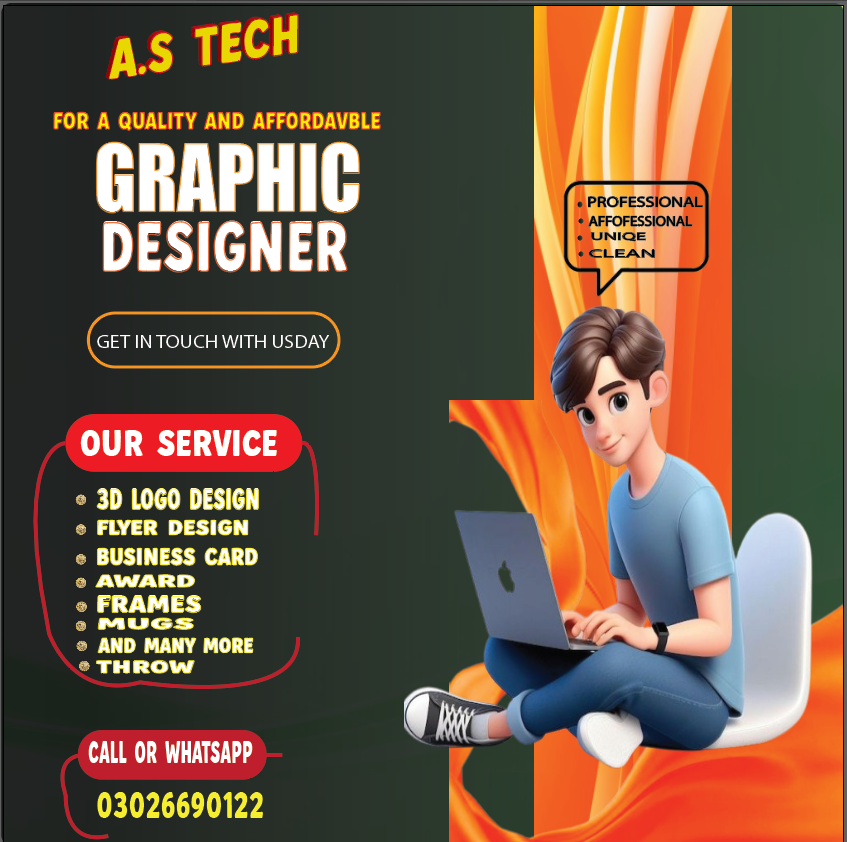 A.S TECH
FOR A QUALITY AND AFFORDAVBLE
GRAPHIC
DESIGNER
GET IN TOUCH WITH USDAY
OUR SERVICE
3D LOGO DESIGN
FLYER DESIGN
BUSINESS CARD
AWARD
FRAMES
MUGS
AND MANY MORE
THROW
CALL OR WHATSAPP
03026690122
PROFESSIONAL
AFFOFESSIONAL
UNIQE
CLEAN